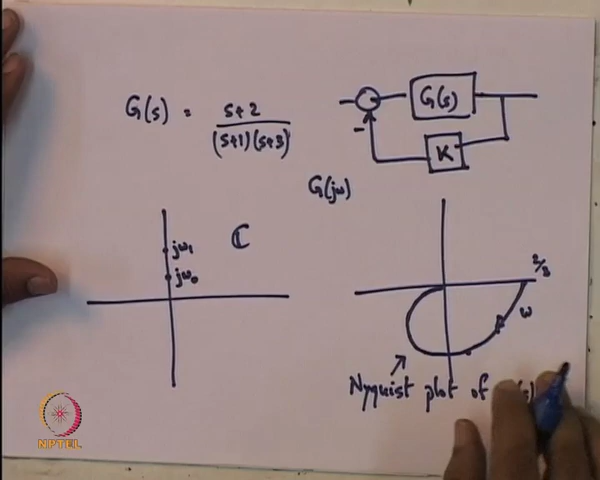 G(s) = s+2 / (s+1)(s+3)
G(s)
-
K
G(jω)
jω₁
ℂ
jω₀
2/3
ω
Nyquist plot of
NPTEL